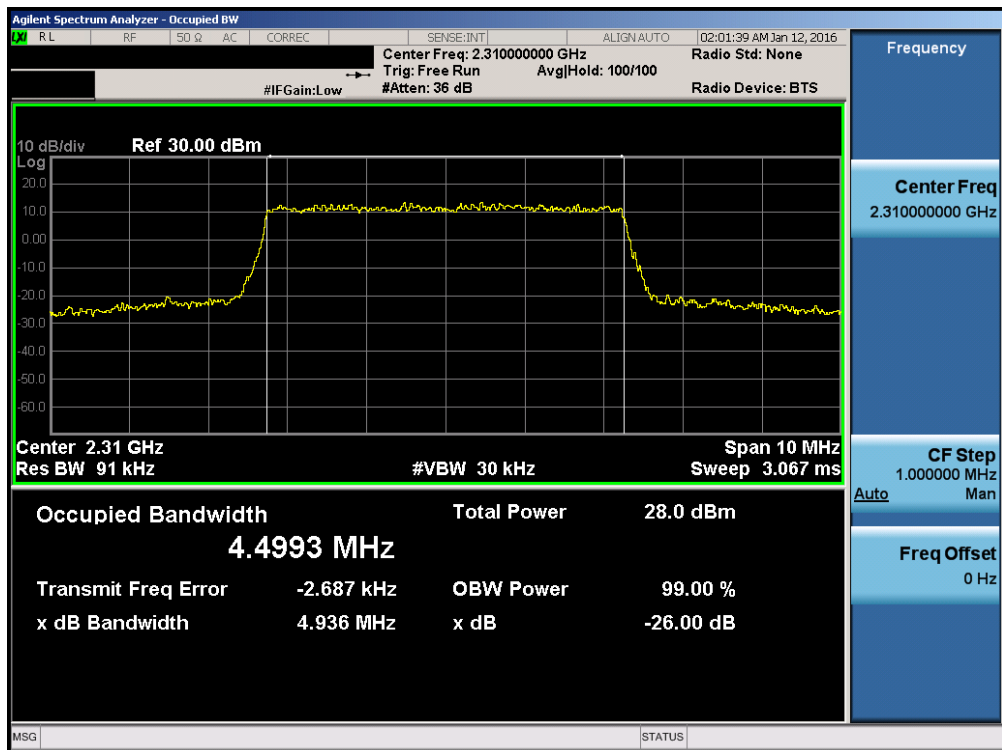 Agilent Spectrum Analyzer - Occupied BW
LXI RL RF 50 Ω AC CORREC SENSE:INT ALIGN AUTO 02:01:39 AM Jan 12, 2016
Center Freq: 2.310000000 GHz Radio Std: None
Trig: Free Run Avg|Hold: 100/100
#IFGain:Low #Atten: 36 dB Radio Device: BTS
10 dB/div Ref 30.00 dBm
Log
20.0
10.0
0.00
-10.0
-20.0
-30.0
-40.0
-50.0
-60.0
Center 2.31 GHz Span 10 MHz
Res BW 91 kHz #VBW 30 kHz Sweep 3.067 ms
Occupied Bandwidth Total Power 28.0 dBm
4.4993 MHz
Transmit Freq Error -2.687 kHz OBW Power 99.00 %
x dB Bandwidth 4.936 MHz x dB -26.00 dB
Frequency
Center Freq
2.310000000 GHz
CF Step
1.000000 MHz
Auto Man
Freq Offset
0 Hz
MSG STATUS